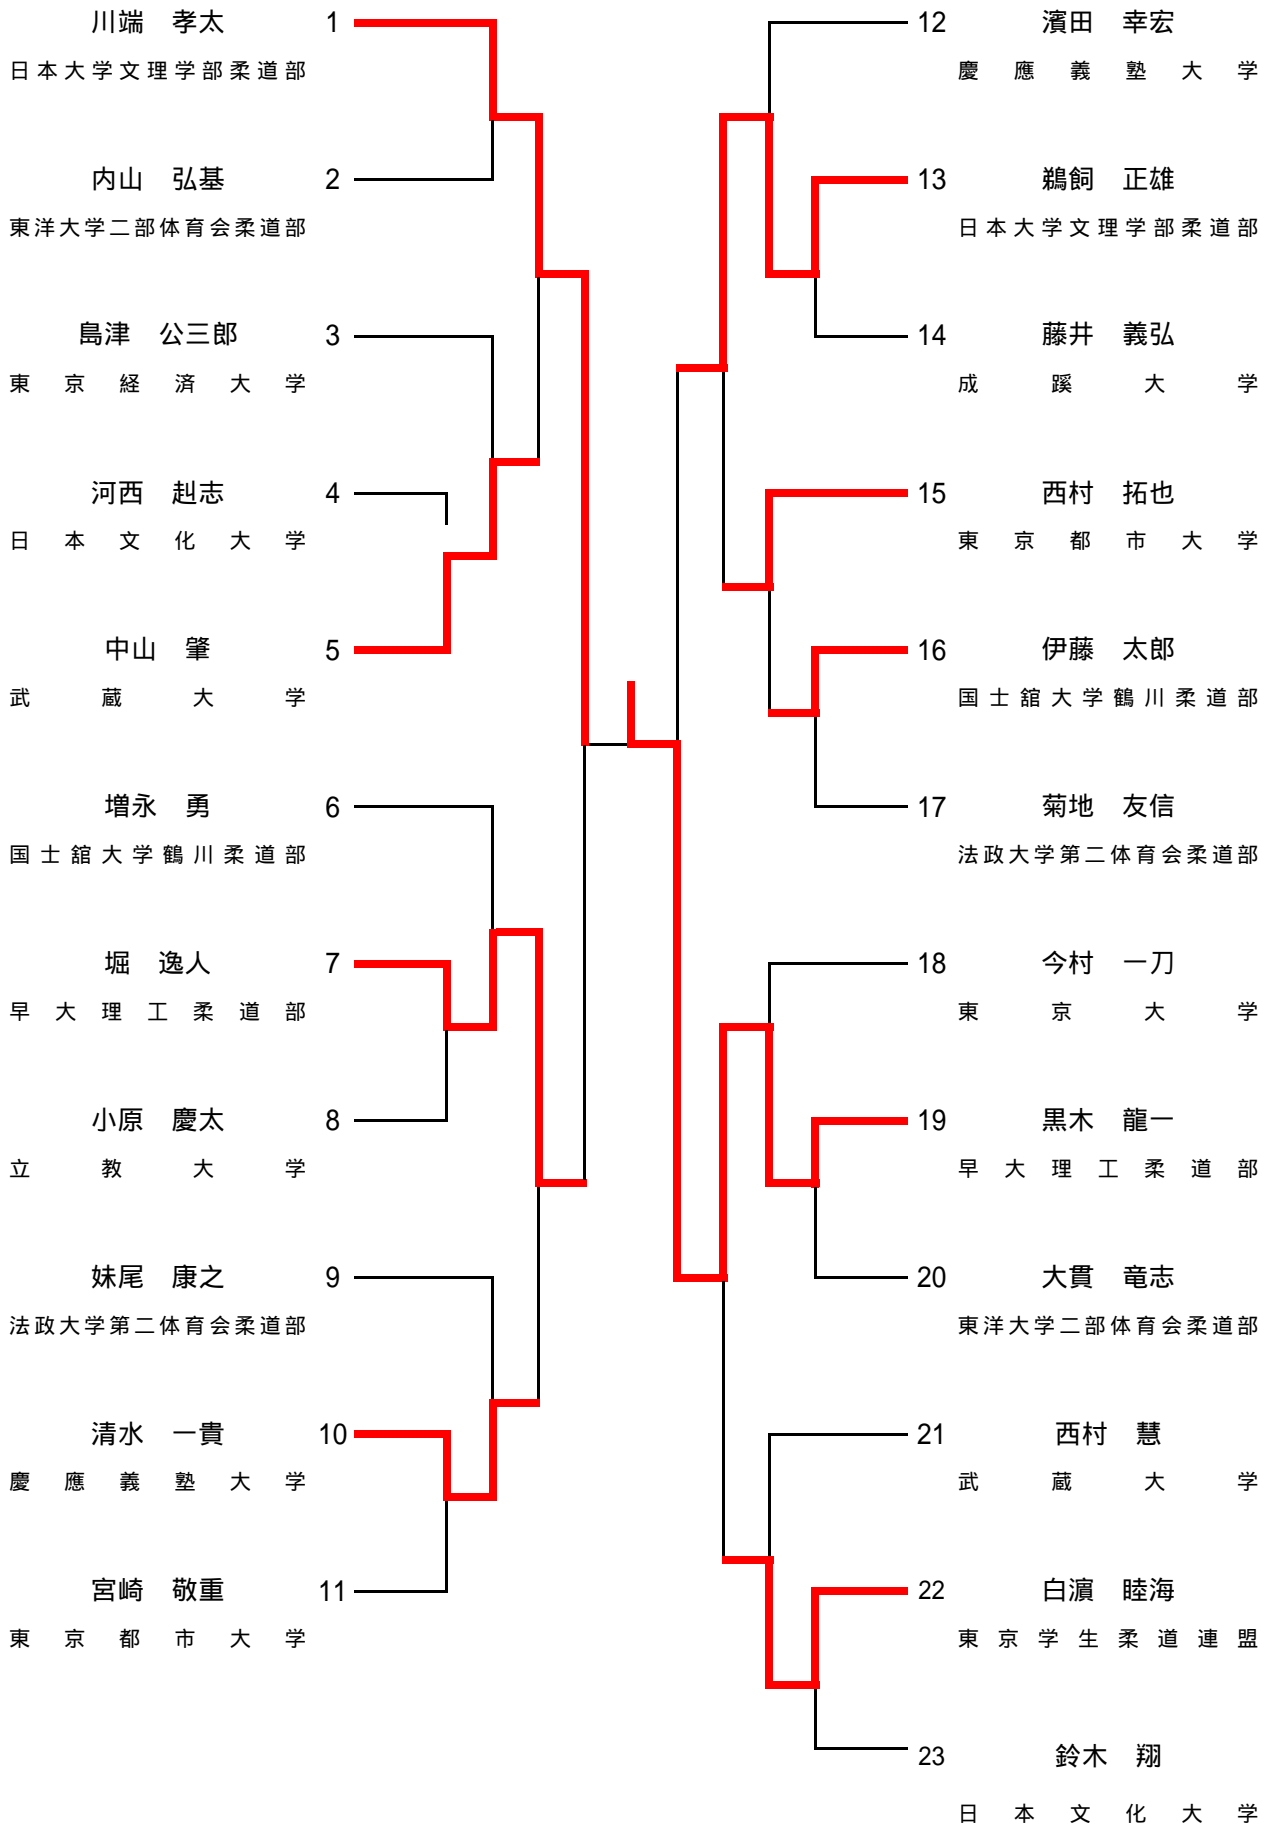 川端　孝太 1
日本大学文理学部柔道部
内山　弘基 2
東洋大学二部体育会柔道部
島津　公三郎 3
東京経済大学
河西　赳志 4
日本文化大学
中山　肇 5
武蔵大学
増永　勇 6
国士舘大学鶴川柔道部
堀　逸人 7
早大理工柔道部
小原　慶太 8
立教大学
妹尾　康之 9
法政大学第二体育会柔道部
清水　一貴 10
慶應義塾大学
宮崎　敬重 11
東京都市大学
12 濱田　幸宏
慶應義塾大学
13 鵜飼　正雄
日本大学文理学部柔道部
14 藤井　義弘
成蹊大学
15 西村　拓也
東京都市大学
16 伊藤　太郎
国士舘大学鶴川柔道部
17 菊地　友信
法政大学第二体育会柔道部
18 今村　一刀
東京大学
19 黒木　龍一
早大理工柔道部
20 大貫　竜志
東洋大学二部体育会柔道部
21 西村　慧
武蔵大学
22 白濵　睦海
東京学生柔道連盟
23 鈴木　翔
日本文化大学